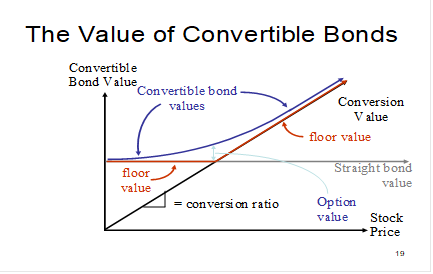 The Value of Convertible Bonds
Convertible
Bond Value
Convertible bond
values
Conversion
Value
floor value
floor
value
Straight bond
value
= conversion ratio
Option
value
Stock
Price
19